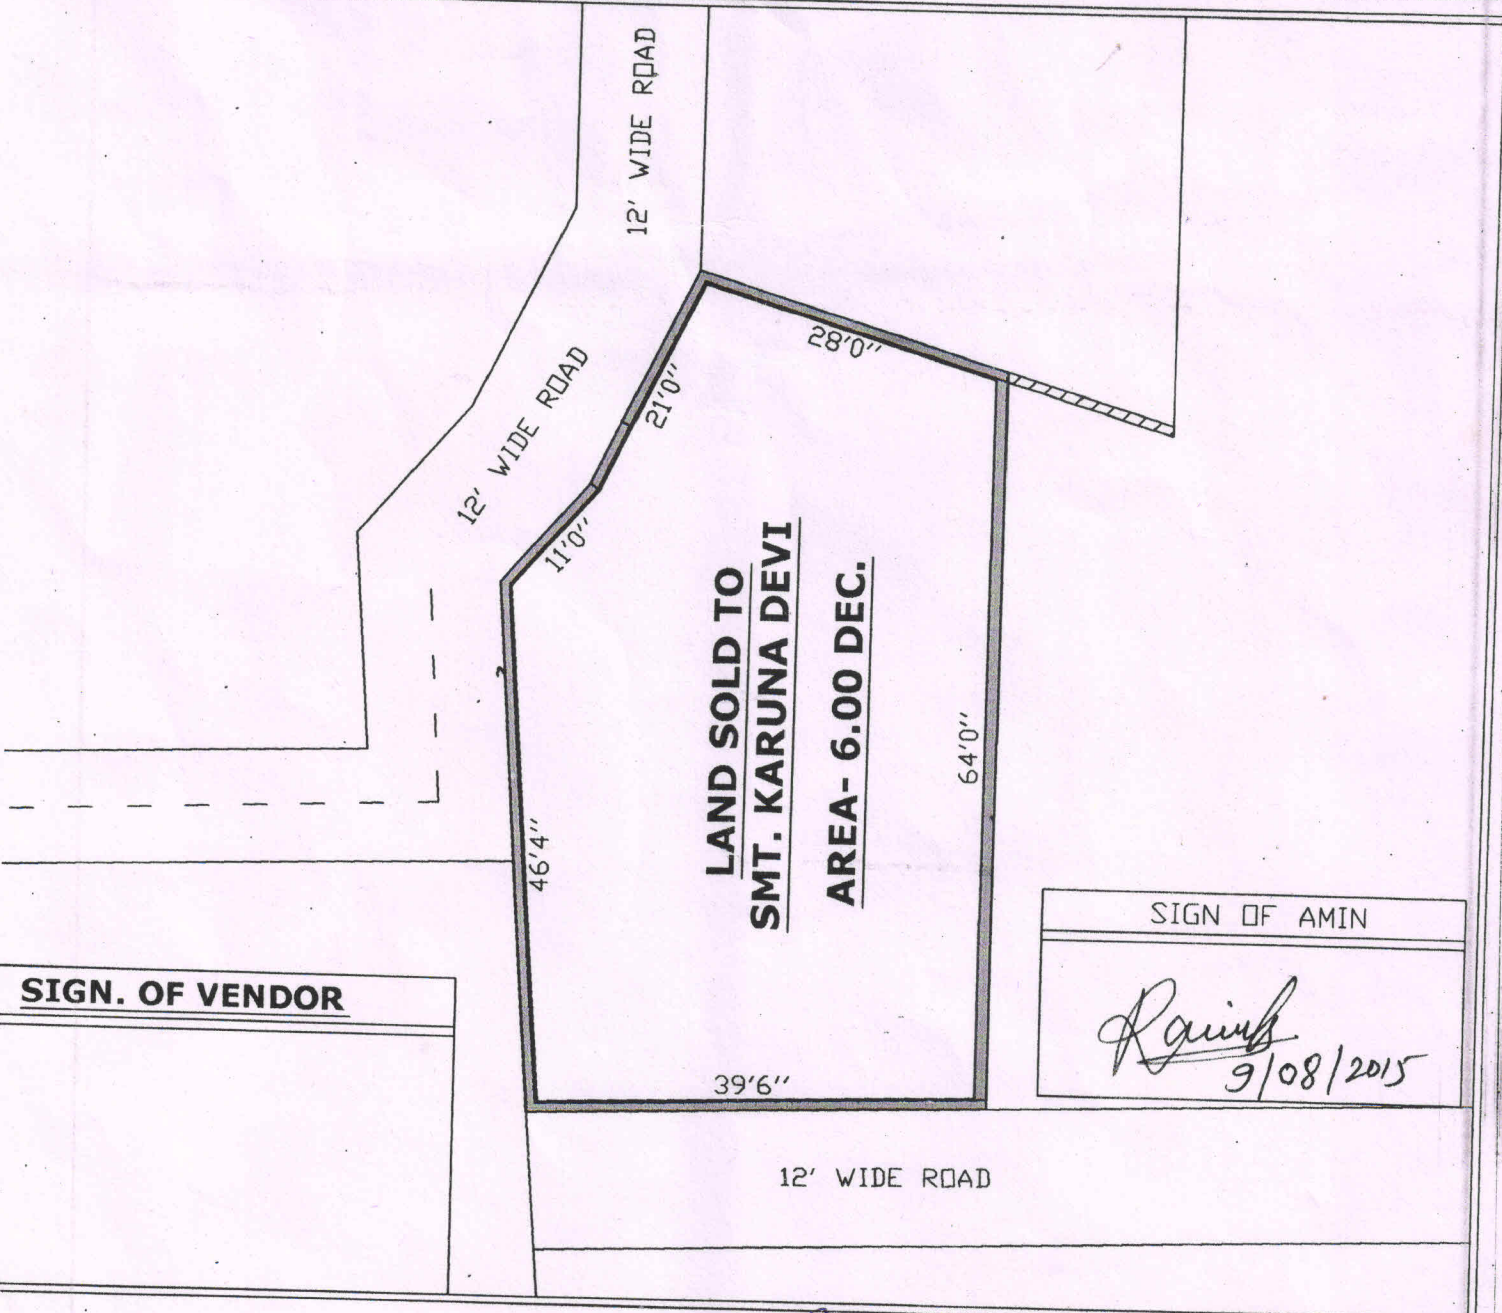 12' WIDE ROAD
12' WIDE ROAD
28'0''
21'0''
11'0''
LAND SOLD TO
SMT. KARUNA DEVI
AREA- 6.00 DEC.
64'0''
46'4''
39'6''
SIGN OF AMIN
9/08/2015
SIGN. OF VENDOR
12' WIDE ROAD